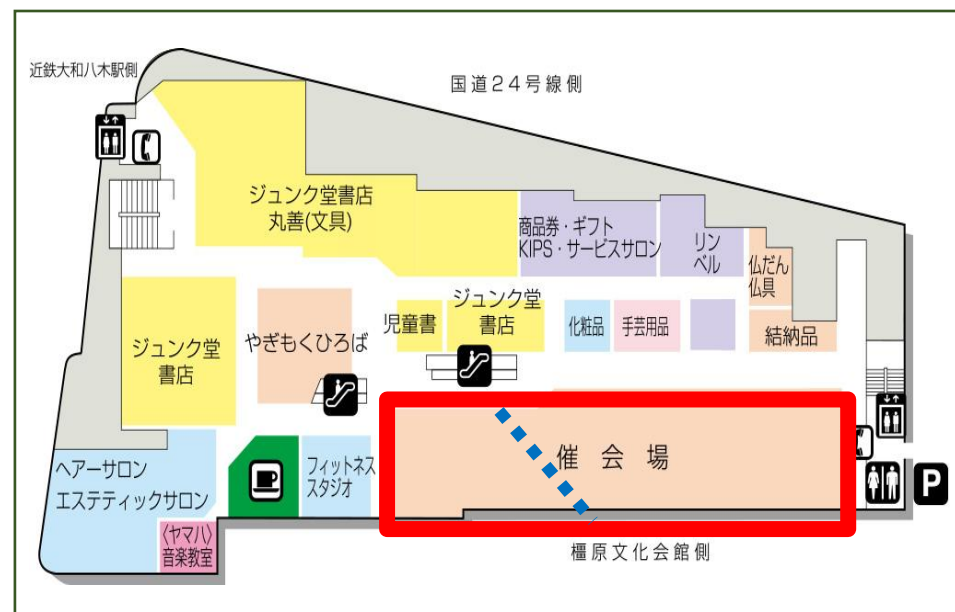 近鉄大和八木駅側
国道24号線側
ジュンク堂書店
丸善(文具)
商品券・ギフト
KIPS・サービスサロン
リン
ベル
仏だん
仏具
ジュンク堂
書店
やぎもくひろば
児童書
ジュンク堂
書店
化粧品
手芸用品
結納品
ヘアーサロン
エステティックサロン
フィットネス
スタジオ
催会場
〈ヤマハ〉
音楽教室
P
橿原文化会館側